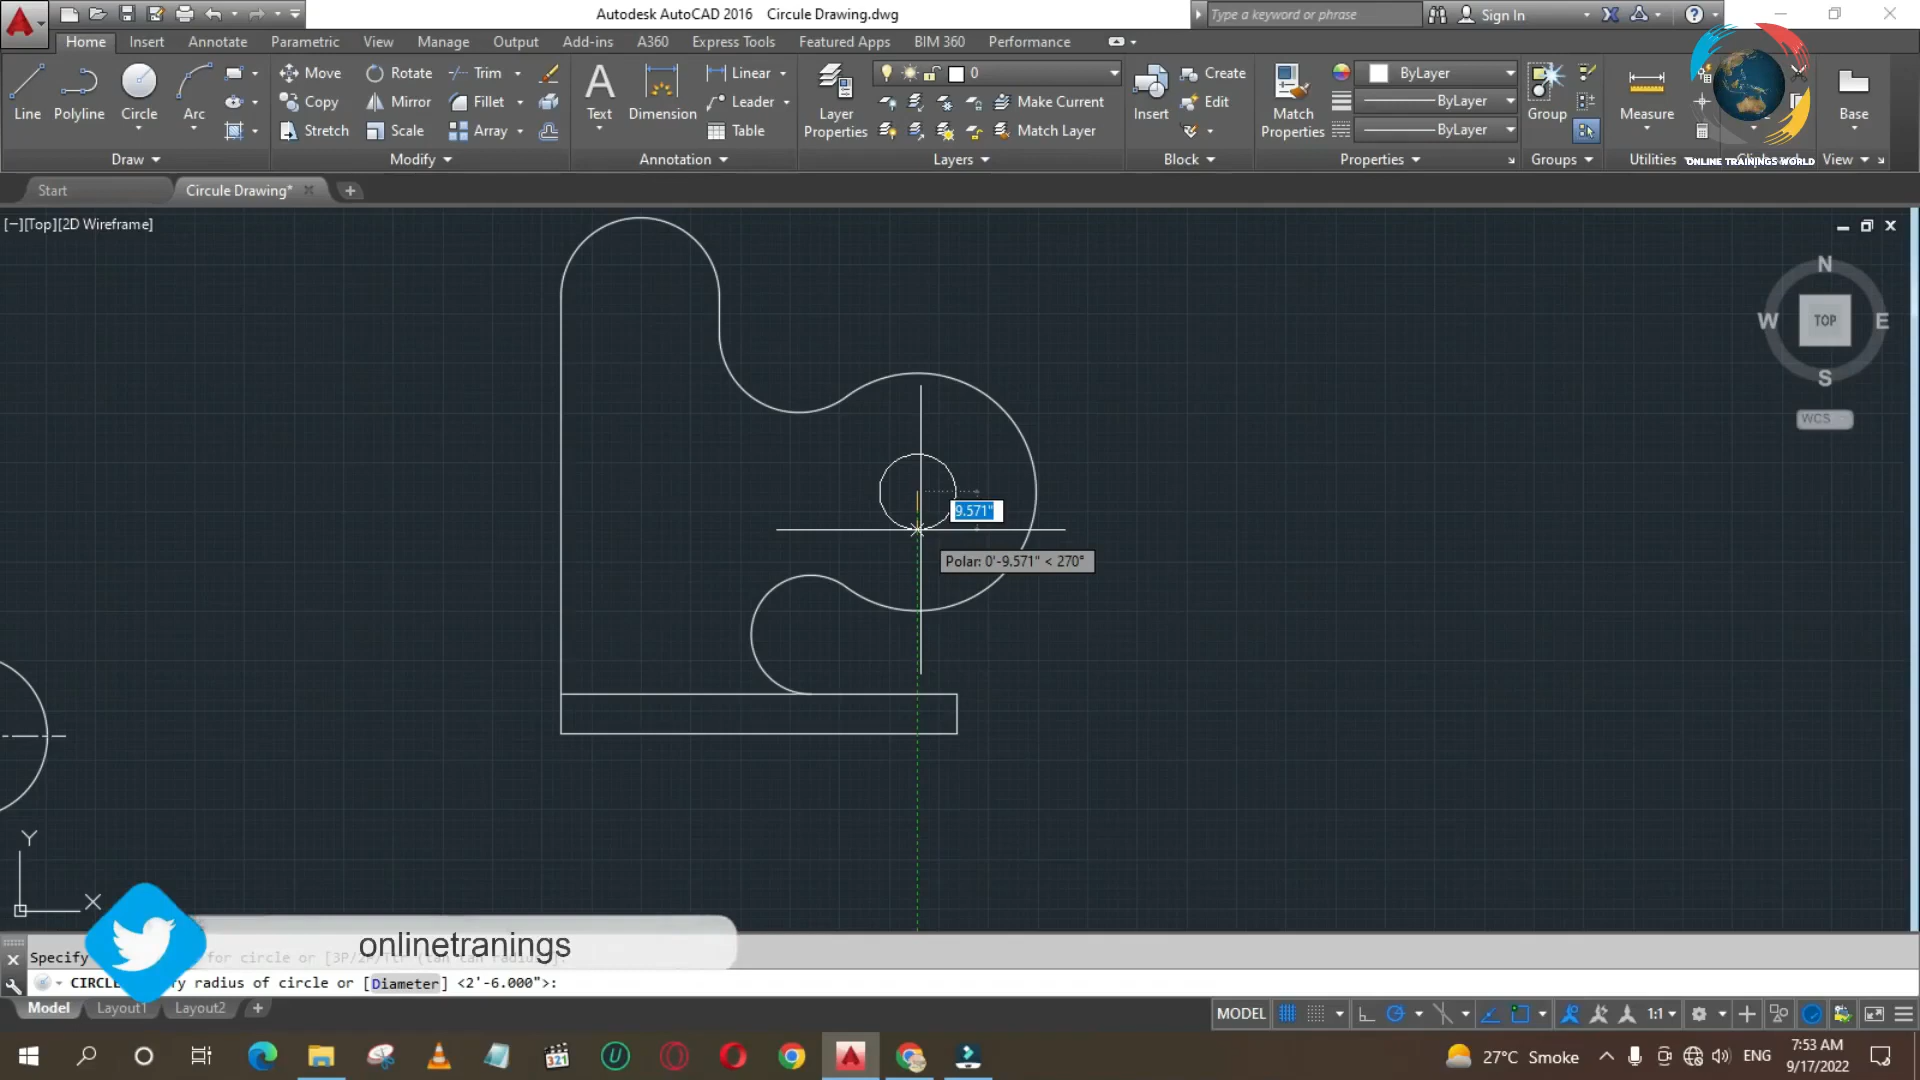 Autodesk AutoCAD 2016 Circule Drawing.dwg
Type a keyword or phrase
Sign In
Home Insert Annotate Parametric View Manage Output Add-ins A360 Express Tools Featured Apps BIM 360 Performance
Line Polyline Circle Arc
Draw
Move Rotate Trim
Copy Mirror Fillet
Stretch Scale Array
Modify
Text Dimension
Linear
Leader
Table
Annotation
Layer Properties
0
Make Current
Match Layer
Layers
Insert
Create
Edit
Block
Match Properties
ByLayer
ByLayer
ByLayer
Properties
Group
Groups
Measure
Utilities
ONLINE TRAININGS WORLD
Base
View
Start Circule Drawing*
[−][Top][2D Wireframe]
N
W TOP E
S
WCS
9.571"
Polar: 0'-9.571" < 270°
Y
X
onlinetranings
Specify for circle or
CIRCLE radius of circle or [Diameter] <2'-6.000">:
Model Layout1 Layout2
MODEL 1:1
321
27°C Smoke ENG 7:53 AM
9/17/2022